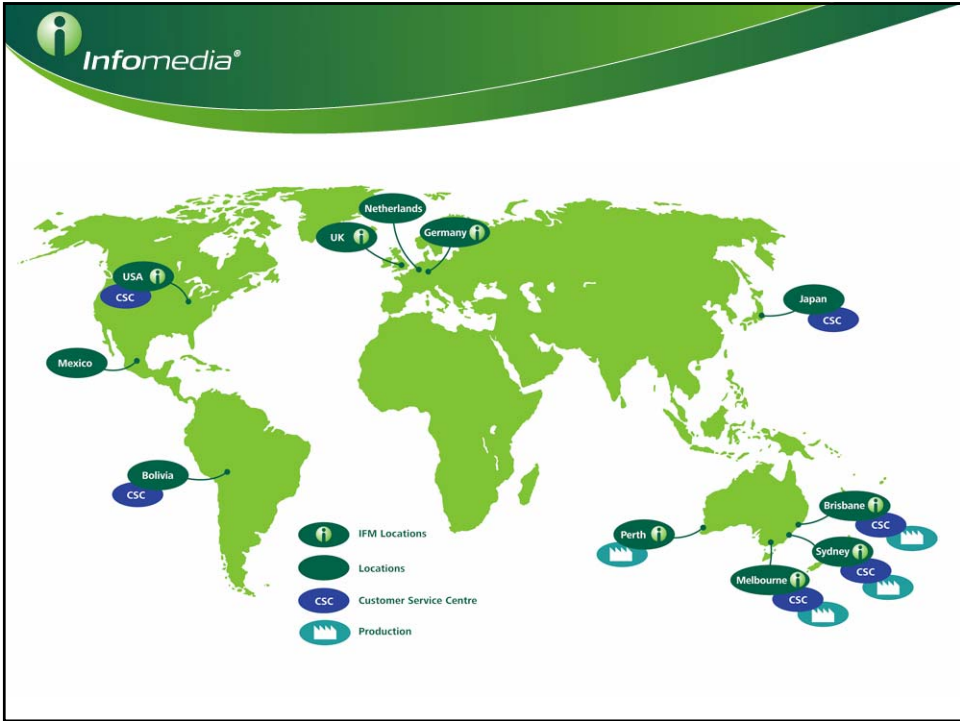 Infomedia®
Netherlands
UK
Germany
USA
CSC
Japan
CSC
Mexico
Bolivia
CSC
Brisbane
CSC
Perth
Sydney
CSC
Melbourne
CSC
IFM Locations
Locations
CSC Customer Service Centre
Production